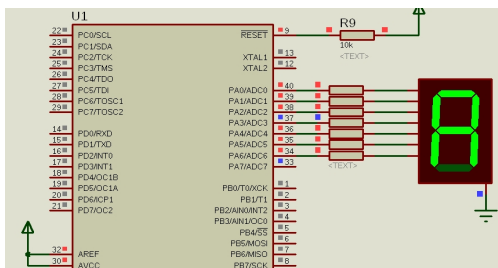 U1
22 PC0/SCL
23 PC1/SDA
24 PC2/TCK
25 PC3/TMS
26 PC4/TDO
27 PC5/TDI
28 PC6/TOSC1
29 PC7/TOSC2
14 PD0/RXD
15 PD1/TXD
16 PD2/INT0
17 PD3/INT1
18 PD4/OC1B
19 PD5/OC1A
20 PD6/ICP1
21 PD7/OC2
32 AREF
30 AVCC
RESET 9
XTAL1 13
XTAL2 12
PA0/ADC0 40
PA1/ADC1 39
PA2/ADC2 38
PA3/ADC3 37
PA4/ADC4 36
PA5/ADC5 35
PA6/ADC6 34
PA7/ADC7 33
PB0/T0/XCK 1
PB1/T1 2
PB2/AIN0/INT2 3
PB3/AIN1/OC0 4
PB4/SS 5
PB5/MOSI 6
PB6/MISO 7
PB7/SCK 8
R9
10k
<TEXT>
<TEXT>